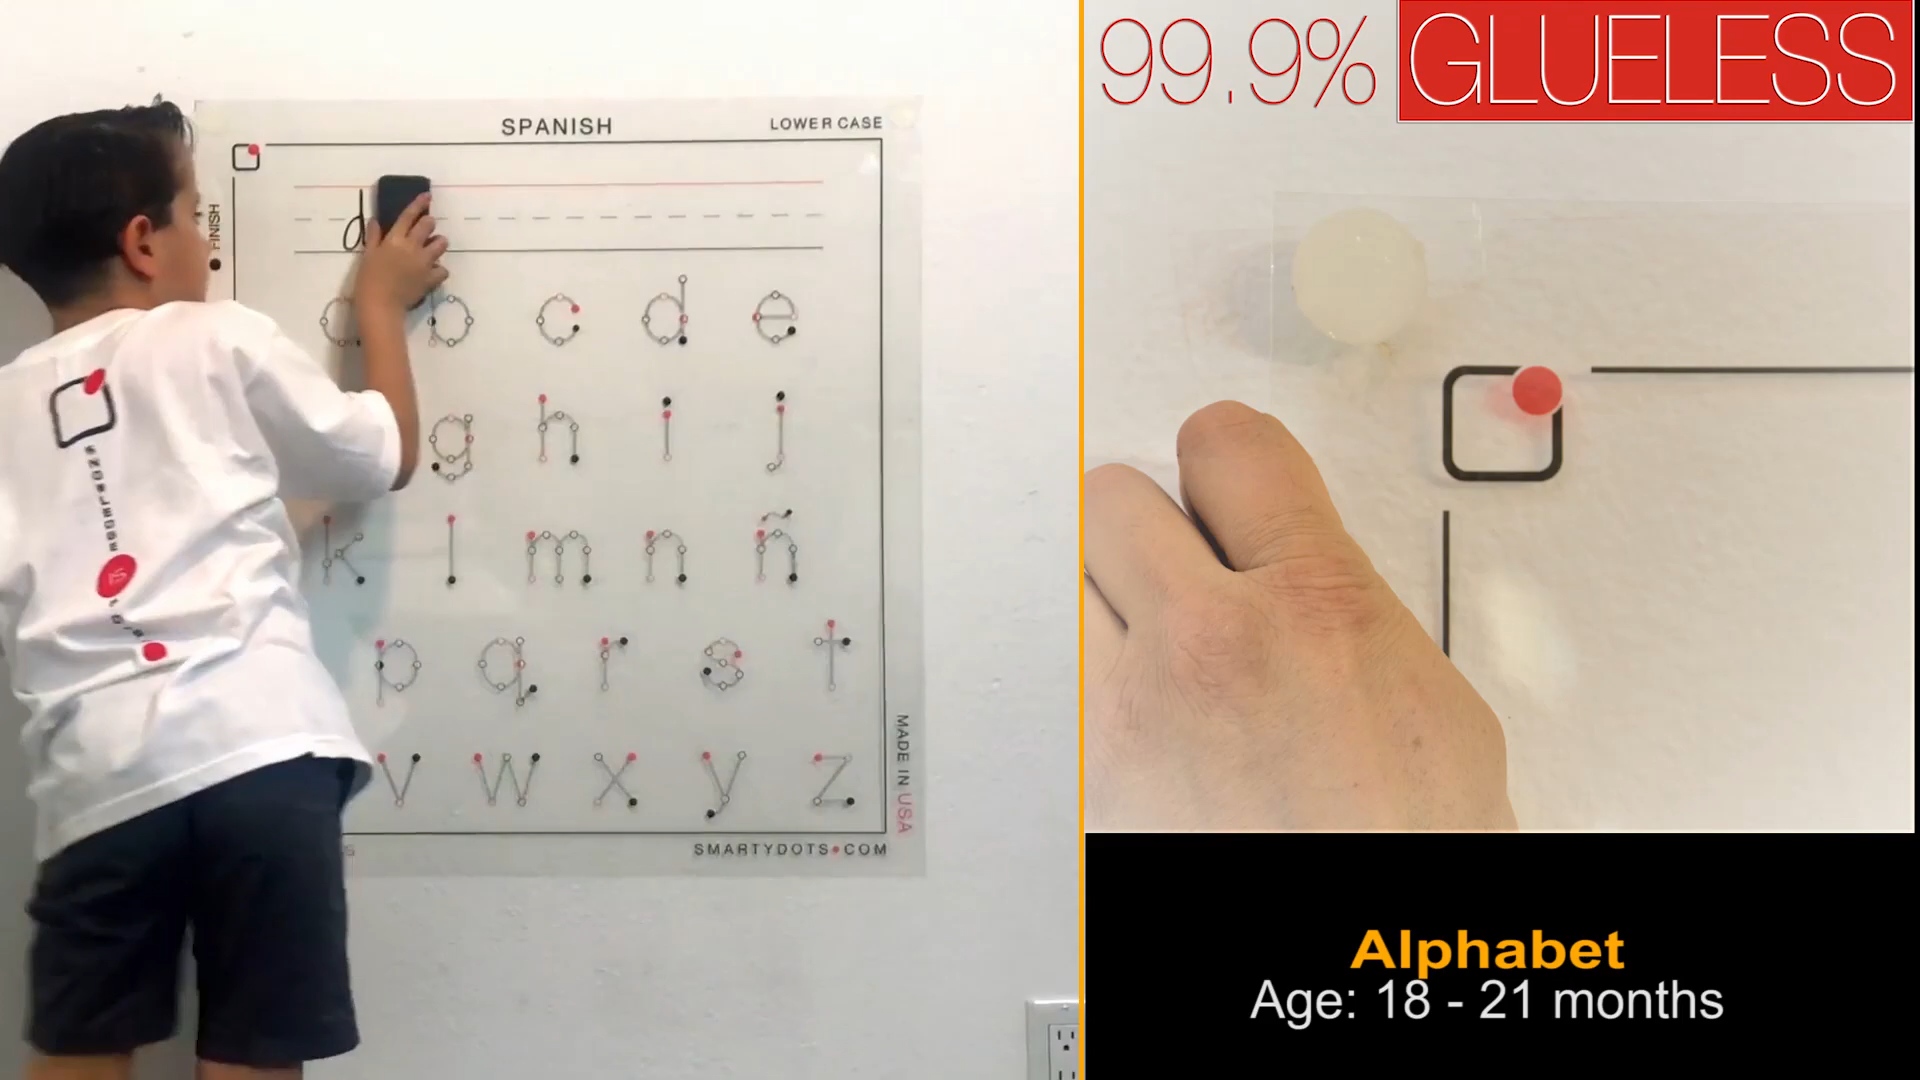 SPANISH
LOWER CASE
FINISH
d
a b c d e
g h i j
k l m n ñ
p q r s t
v w x y z
MADE IN USA
SMARTYDOTS.COM
99.9% GLUELESS
Alphabet
Age: 18 - 21 months